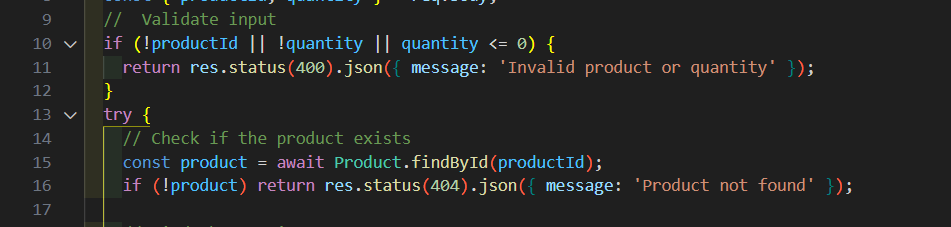 9 // Validate input
10 if (!productId || !quantity || quantity <= 0) {
11 return res.status(400).json({ message: 'Invalid product or quantity' });
12 }
13 try {
14 // Check if the product exists
15 const product = await Product.findById(productId);
16 if (!product) return res.status(404).json({ message: 'Product not found' });
17